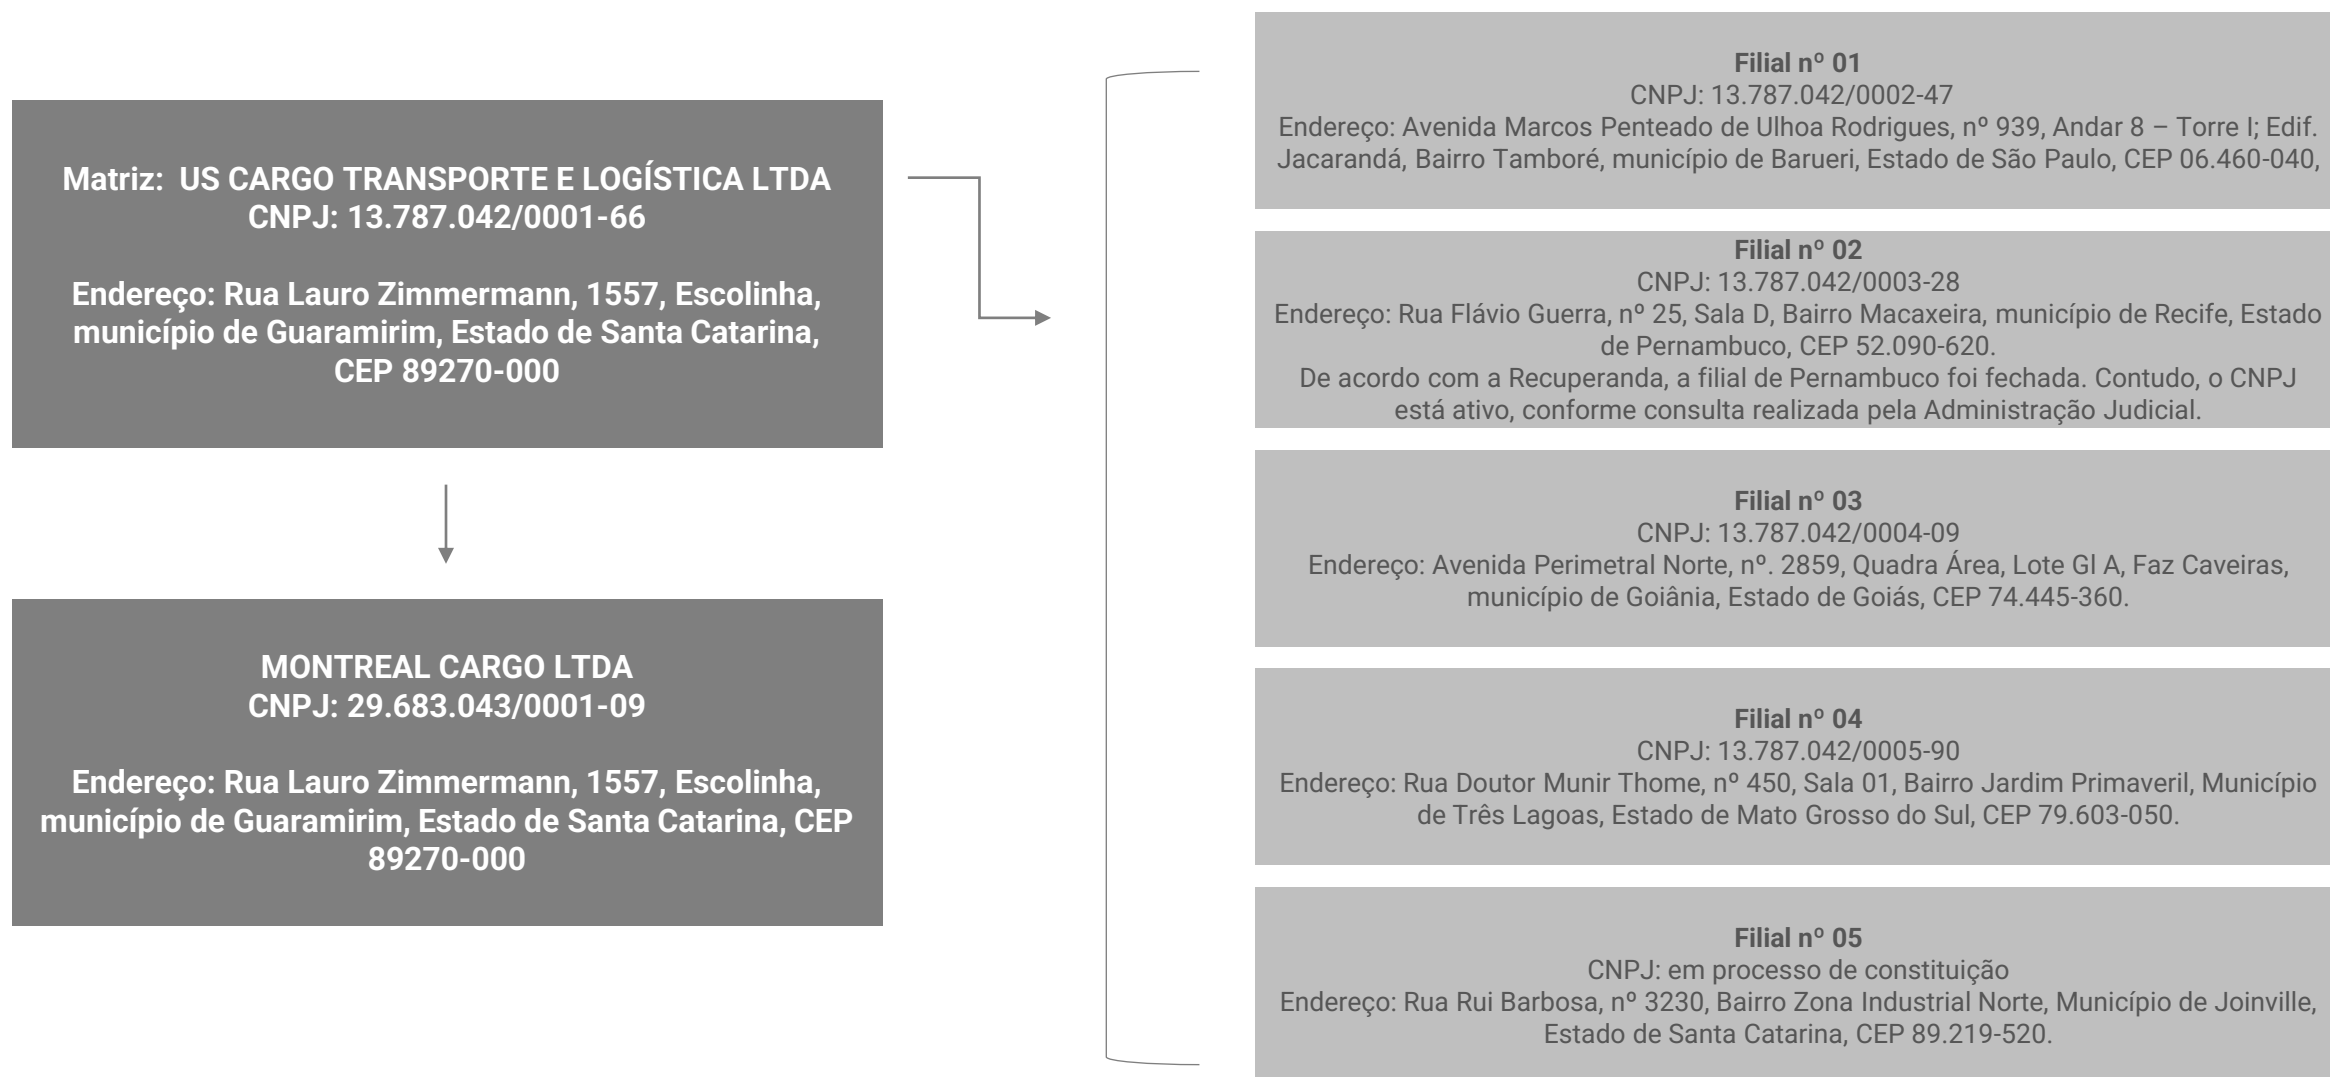 Matriz: US CARGO TRANSPORTE E LOGÍSTICA LTDA
CNPJ: 13.787.042/0001-66
Endereço: Rua Lauro Zimmermann, 1557, Escolinha,
município de Guaramirim, Estado de Santa Catarina,
CEP 89270-000
MONTREAL CARGO LTDA
CNPJ: 29.683.043/0001-09
Endereço: Rua Lauro Zimmermann, 1557, Escolinha,
município de Guaramirim, Estado de Santa Catarina, CEP
89270-000
Filial nº 01
CNPJ: 13.787.042/0002-47
Endereço: Avenida Marcos Penteado de Ulhoa Rodrigues, nº 939, Andar 8 – Torre I; Edif.
Jacarandá, Bairro Tamboré, município de Barueri, Estado de São Paulo, CEP 06.460-040,
Filial nº 02
CNPJ: 13.787.042/0003-28
Endereço: Rua Flávio Guerra, nº 25, Sala D, Bairro Macaxeira, município de Recife, Estado
de Pernambuco, CEP 52.090-620.
De acordo com a Recuperanda, a filial de Pernambuco foi fechada. Contudo, o CNPJ
está ativo, conforme consulta realizada pela Administração Judicial.
Filial nº 03
CNPJ: 13.787.042/0004-09
Endereço: Avenida Perimetral Norte, nº. 2859, Quadra Área, Lote Gl A, Faz Caveiras,
município de Goiânia, Estado de Goiás, CEP 74.445-360.
Filial nº 04
CNPJ: 13.787.042/0005-90
Endereço: Rua Doutor Munir Thome, nº 450, Sala 01, Bairro Jardim Primaveril, Município
de Três Lagoas, Estado de Mato Grosso do Sul, CEP 79.603-050.
Filial nº 05
CNPJ: em processo de constituição
Endereço: Rua Rui Barbosa, nº 3230, Bairro Zona Industrial Norte, Município de Joinville,
Estado de Santa Catarina, CEP 89.219-520.